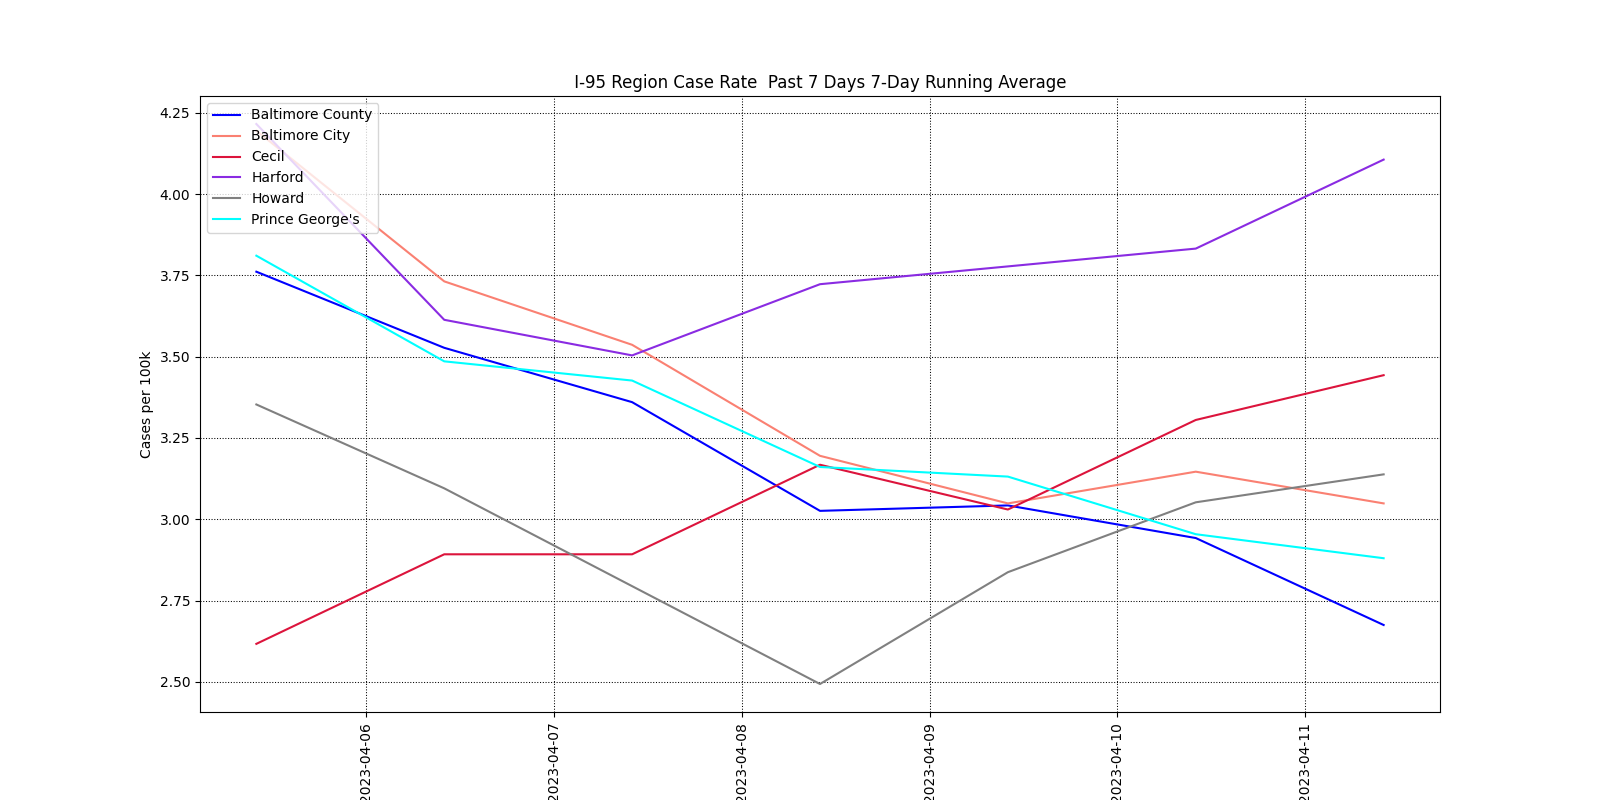 I-95 Region Case Rate  Past 7 Days 7-Day Running Average
Cases per 100k
4.25
4.00
3.75
3.50
3.25
3.00
2.75
2.50
Baltimore County
Baltimore City
Cecil
Harford
Howard
Prince George's
2023-04-06
2023-04-07
2023-04-08
2023-04-09
2023-04-10
2023-04-11